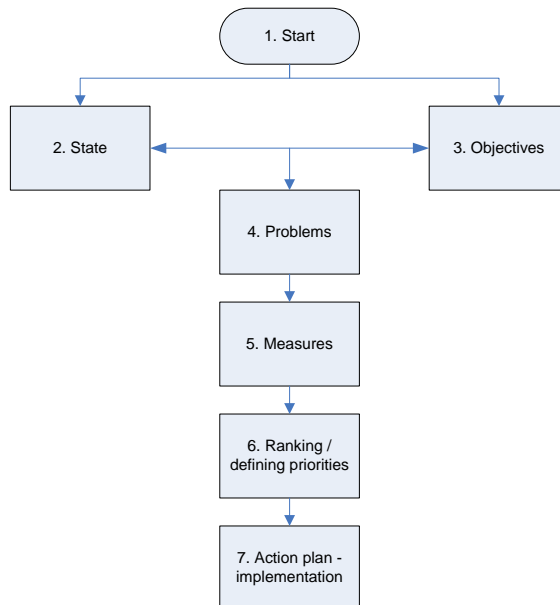 1. Start
2. State
3. Objectives
4. Problems
5. Measures
6. Ranking /
defining priorities
7. Action plan -
implementation